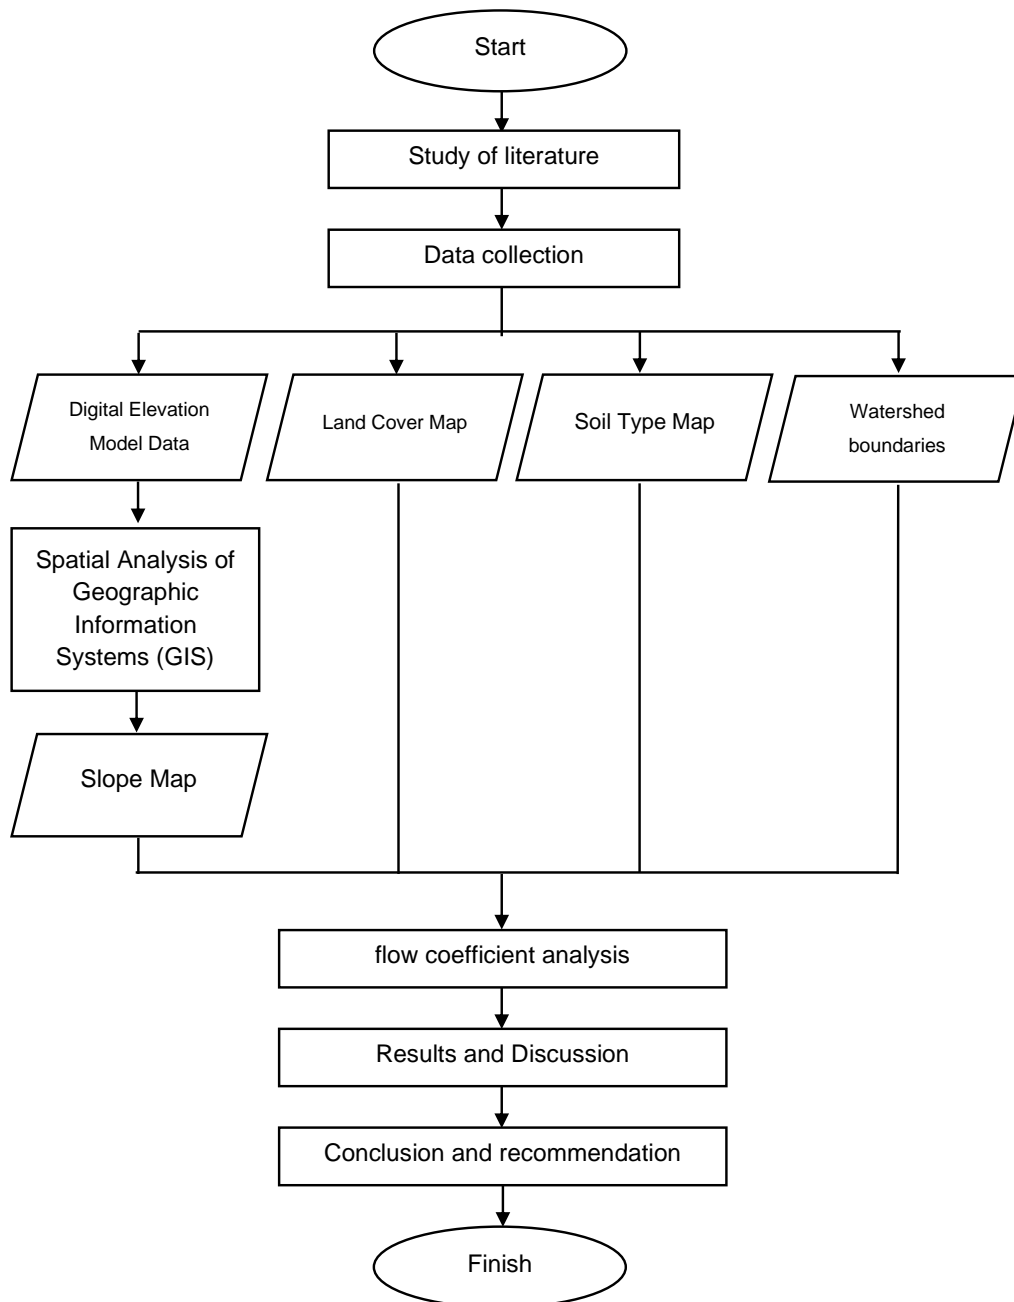 Start
Study of literature
Data collection
Digital Elevation
Model Data
Land Cover Map
Soil Type Map
Watershed
boundaries
Spatial Analysis of
Geographic
Information
Systems (GIS)
Slope Map
flow coefficient analysis
Results and Discussion
Conclusion and recommendation
Finish